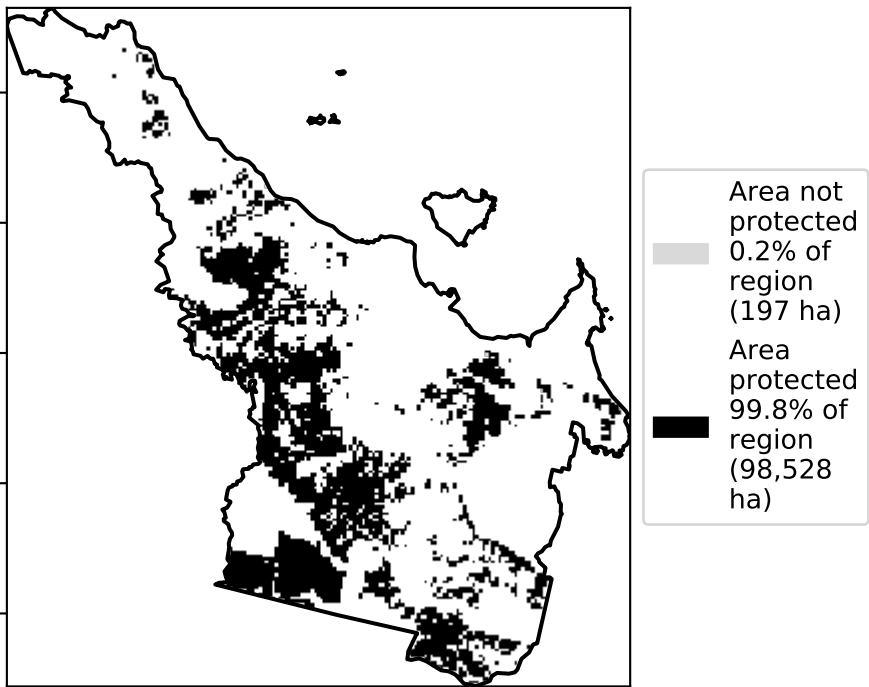 Area not
protected
0.2% of
region
(197 ha)
Area
protected
99.8% of
region
(98,528
ha)